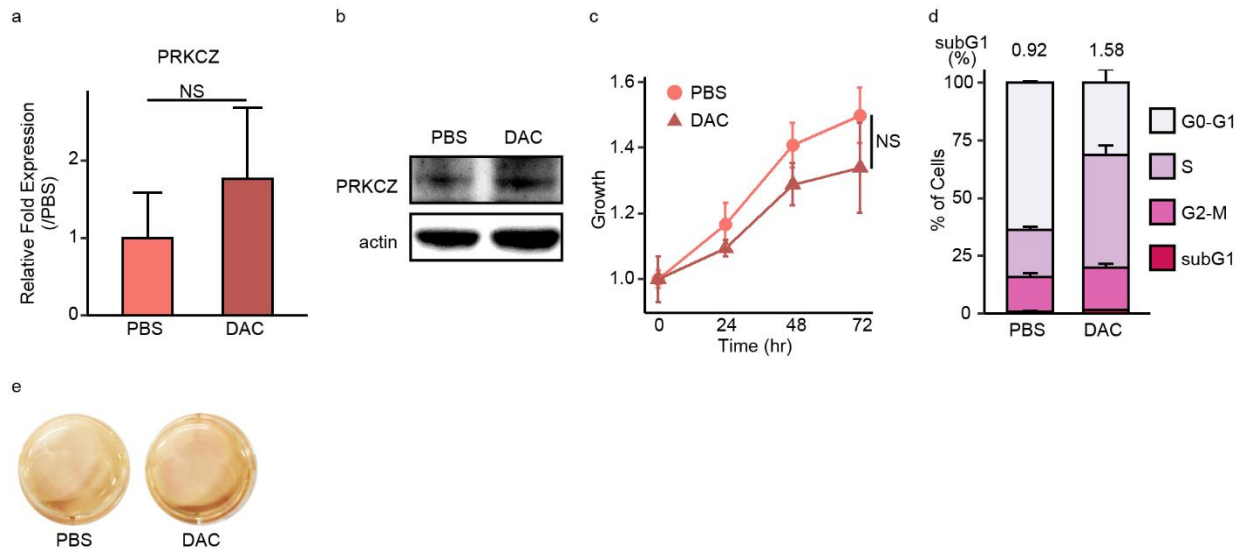 a
PRKCZ
NS
Relative Fold Expression
(/PBS)
2
1
0
PBS
DAC
b
PBS
DAC
PRKCZ
actin
c
PBS
DAC
NS
Growth
1.6
1.4
1.2
1.0
0
24
48
72
Time (hr)
d
subG1
(%)
0.92
1.58
% of Cells
100
75
50
25
0
PBS
DAC
G0-G1
S
G2-M
subG1
e
PBS
DAC